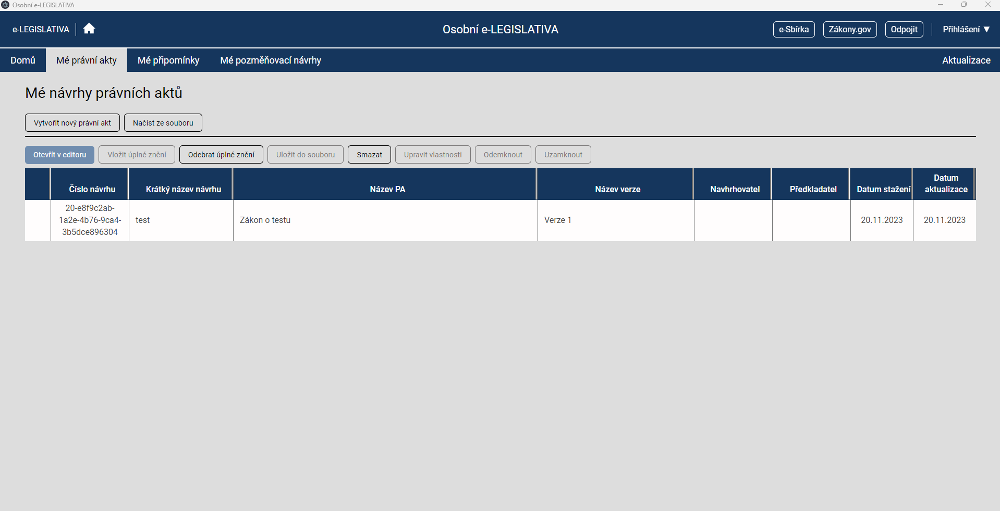 Osobní e-LEGISLATIVA
e-LEGISLATIVA
Osobní e-LEGISLATIVA
e-Sbírka
Zákony.gov
Odpojit
Přihlášení ▼
Domů
Mé právní akty
Mé připomínky
Mé pozměňovací návrhy
Aktualizace
Mé návrhy právních aktů
Vytvořit nový právní akt
Načíst ze souboru
Otevřít v editoru
Vložit úplné znění
Odebrat úplné znění
Uložit do souboru
Smazat
Upravit vlastnosti
Odemknout
Uzamknout
Číslo návrhu
Krátký název návrhu
Název PA
Název verze
Navhrhovatel
Předkladatel
Datum stažení
Datum
aktualizace
20-e8f9c2ab-
1a2e-4b76-9ca4-
3b5dce896304
test
Zákon o testu
Verze 1
20.11.2023
20.11.2023